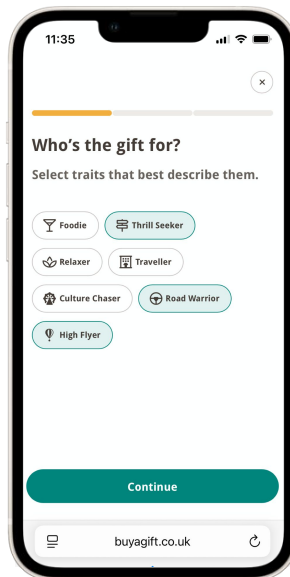 11:35
Who's the gift for?
Select traits that best describe them.
Foodie Thrill Seeker
Relaxer Traveller
Culture Chaser Road Warrior
High Flyer
Continue
buyagift.co.uk